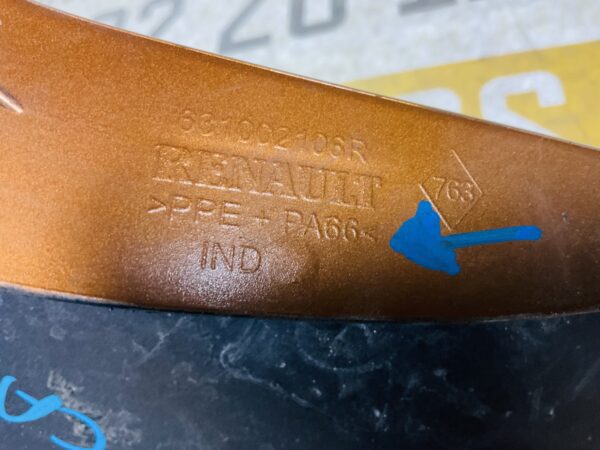 631002106R
RENAULT
763
>PPE + PA66<
IND